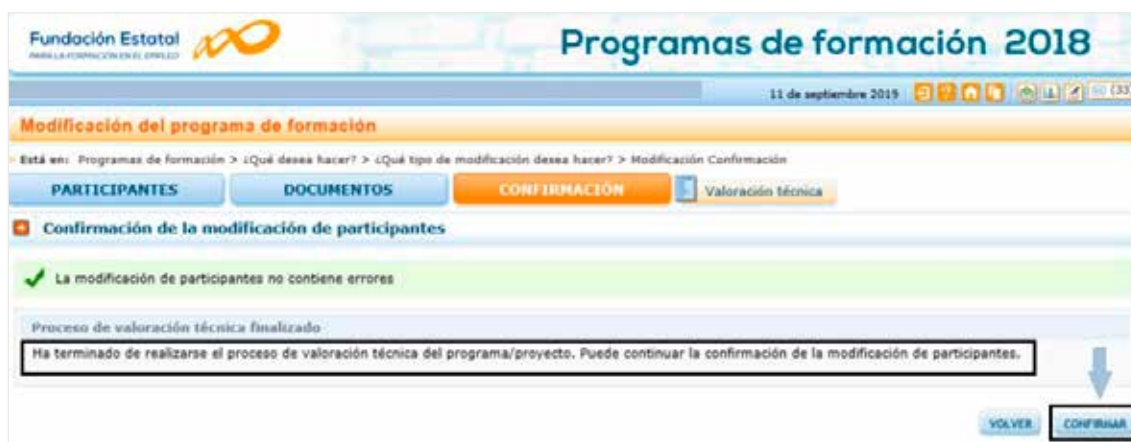 Fundación Estatal
PARA LA FORMACIÓN EN EL EMPLEO
Programas de formación 2018
11 de septiembre 2019
(33)
Modificación del programa de formación
Está en: Programas de formación > ¿Qué desea hacer? > ¿Qué tipo de modificación desea hacer? > Modificación Confirmación
PARTICIPANTES DOCUMENTOS CONFIRMACIÓN Valoración técnica
Confirmación de la modificación de participantes
La modificación de participantes no contiene errores
Proceso de valoración técnica finalizado
Ha terminado de realizarse el proceso de valoración técnica del programa/proyecto. Puede continuar la confirmación de la modificación de participantes.
VOLVER CONFIRMAR